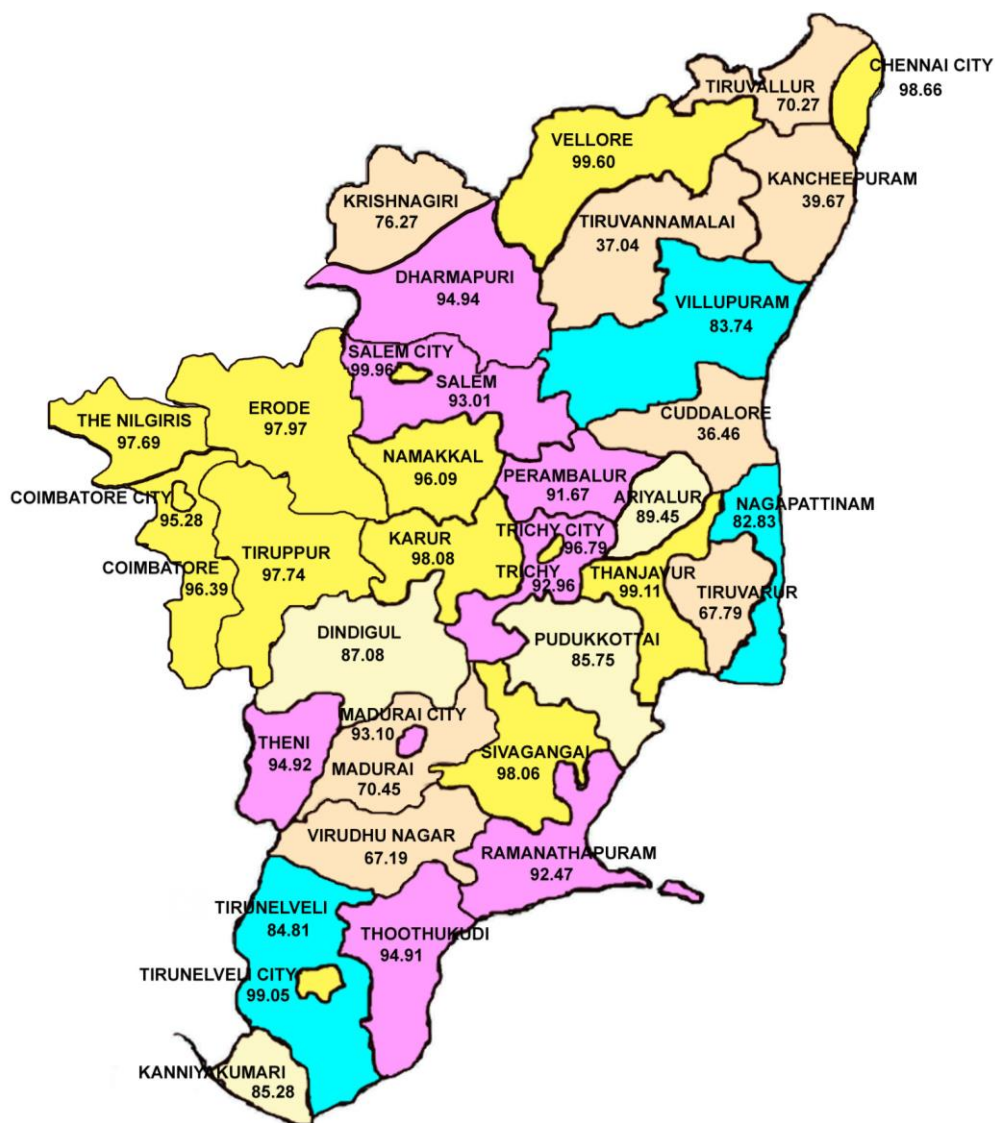 CHENNAI CITY
98.66
TIRUVALLUR
70.27
VELLORE
99.60
KANCHEEPURAM
39.67
KRISHNAGIRI
76.27
TIRUVANNAMALAI
37.04
DHARMAPURI
94.94
VILLUPURAM
83.74
SALEM CITY
99.96
SALEM
93.01
ERODE
97.97
THE NILGIRIS
97.69
CUDDALORE
36.46
NAMAKKAL
96.09
PERAMBALUR
91.67
ARIYALUR
89.45
COIMBATORE CITY
95.28
NAGAPATTINAM
82.83
TRICHY CITY
96.79
KARUR
98.08
TIRUPPUR
97.74
COIMBATORE
96.39
TRICHY
92.96
THANJAVUR
99.11
TIRUVARUR
67.79
DINDIGUL
87.08
PUDUKKOTTAI
85.75
MADURAI CITY
93.10
THENI
94.92
MADURAI
70.45
SIVAGANGAI
98.06
VIRUDHU NAGAR
67.19
RAMANATHAPURAM
92.47
TIRUNELVELI
84.81
THOOTHUKUDI
94.91
TIRUNELVELI CITY
99.05
KANNIYAKUMARI
85.28